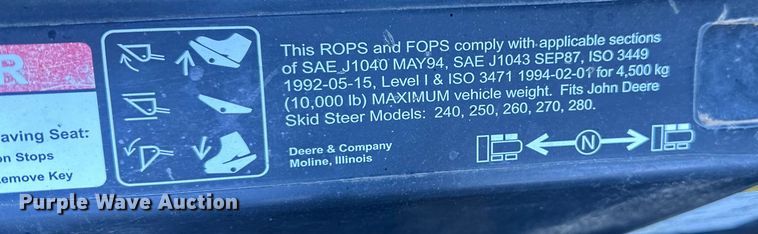 R
aving Seat:
on Stops
emove Key
This ROPS and FOPS comply with applicable sections
of SAE J1040 MAY94, SAE J1043 SEP87, ISO 3449
1992-05-15, Level I & ISO 3471 1994-02-01 for 4,500 kg
(10,000 lb) MAXIMUM vehicle weight. Fits John Deere
Skid Steer Models: 240, 250, 260, 270, 280.
Deere & Company
Moline, Illinois
N
Purple Wave Auction